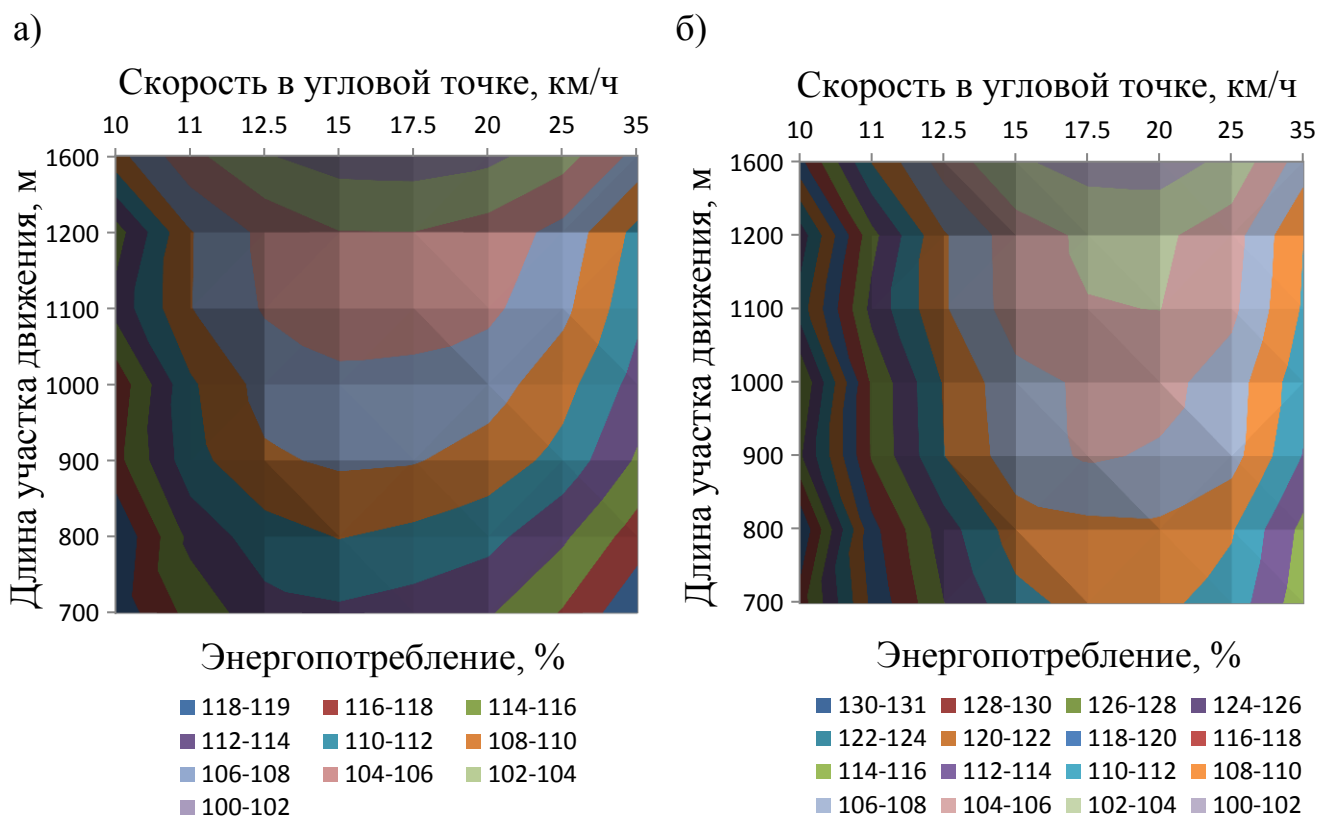 а)
Скорость в угловой точке, км/ч
10 11 12.5 15 17.5 20 25 35
Длина участка движения, м
1600
1200
1100
1000
900
800
700
Энергопотребление, %
118-119 116-118 114-116
112-114 110-112 108-110
106-108 104-106 102-104
100-102
б)
Скорость в угловой точке, км/ч
10 11 12.5 15 17.5 20 25 35
Длина участка движения, м
1600
1200
1100
1000
900
800
700
Энергопотребление, %
130-131 128-130 126-128 124-126
122-124 120-122 118-120 116-118
114-116 112-114 110-112 108-110
106-108 104-106 102-104 100-102